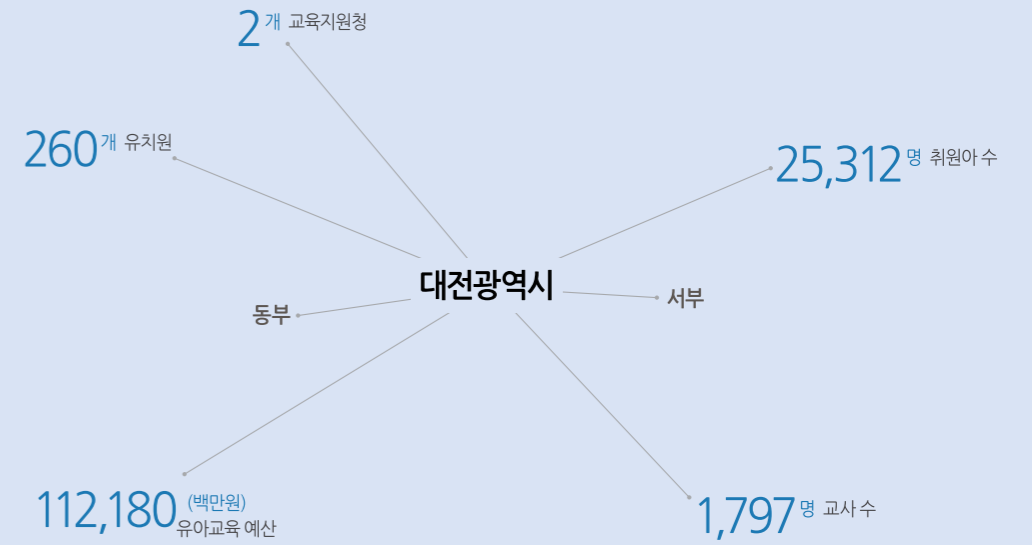 2개 교육지원청
260개 유치원
25,312명 취원아 수
대전광역시
동부
서부
112,180 (백만원)
유아교육 예산
1,797명 교사 수